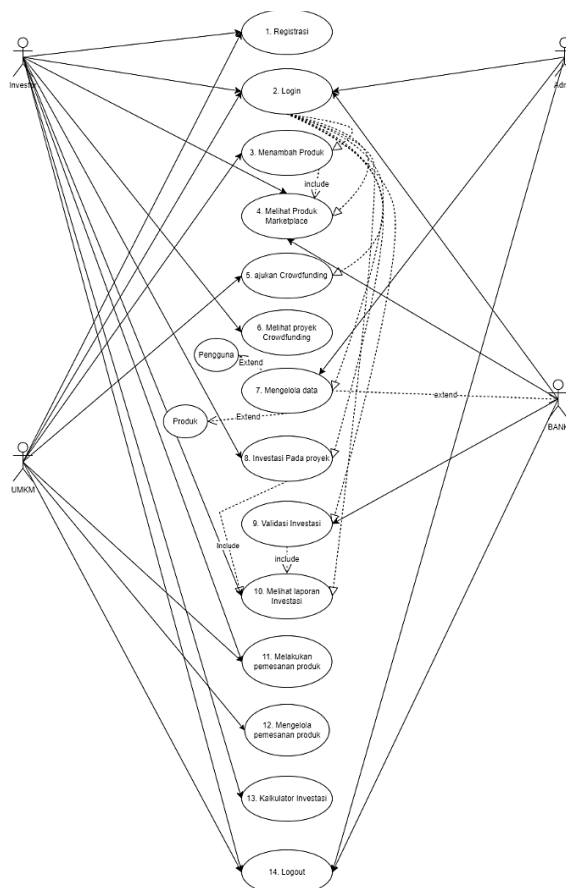 1. Registrasi
Investor
2. Login
3. Menambah Produk
include
4. Melihat Produk
Marketplace
5. ajukan Crowdfunding
6. Melihat proyek
Crowdfunding
Pengguna
Extend
7. Mengelola data
extend
BANK
Produk
Extend
UMKM
8. Investasi Pada proyek
9. Validasi Investasi
Include
include
10. Melihat laporan
Investasi
11. Melakukan
pemesanan produk
12. Mengelola
pemesanan produk
13. Kalkulator Investasi
14. Logout